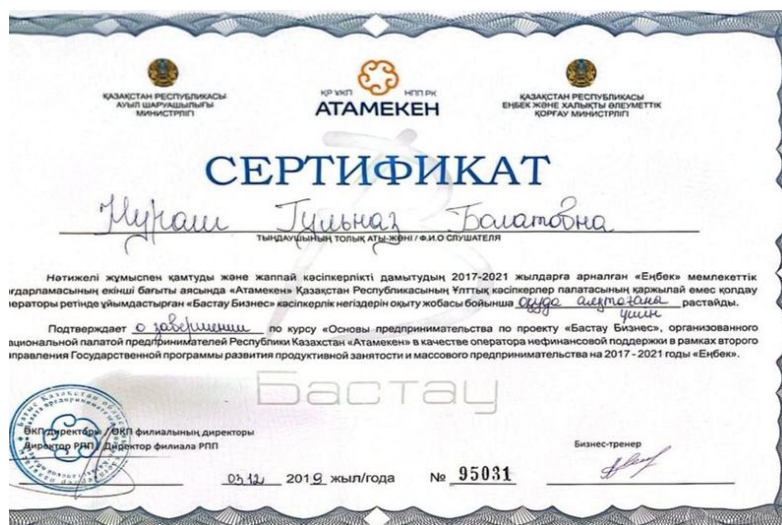 ҚАЗАҚСТАН РЕСПУБЛИКАСЫ
АУЫЛ ШАРУАШЫЛЫҒЫ
МИНИСТРЛІГІ
ҚР ҰКП НПП РК
АТАМЕКЕН
ҚАЗАҚСТАН РЕСПУБЛИКАСЫ
ЕҢБЕК ЖӘНЕ ХАЛЫҚТЫ ӘЛЕУМЕТТІК
ҚОРҒАУ МИНИСТРЛІГІ
СЕРТИФИКАТ
Нураш Гульназ Болатовна
ТЫҢДАУШЫНЫҢ ТОЛЫҚ АТЫ-ЖӨНІ / Ф.И.О СЛУШАТЕЛЯ
Нәтижелі жұмыспен қамтуды және жаппай кәсіпкерлікті дамытудың 2017-2021 жылдарға арналған «Еңбек» мемлекеттік
ағдарламасының екінші бағыты аясында «Атамекен» Қазақстан Республикасының Ұлттық кәсіпкерлер палатасының қаржылай емес қолдау
ператоры ретінде ұйымдастырған «Бастау Бизнес» кәсіпкерлік негіздерін оқыту жобасы бойынша растайды.
үшін
Подтверждает о завершении по курсу «Основы предпринимательства по проекту «Бастау Бизнес», организованного
ациональной палатой предпринимателей Республики Казахстан «Атамекен» в качестве оператора нефинансовой поддержки в рамках второго
аправления Государственной программы развития продуктивной занятости и массового предпринимательства на 2017 - 2021 годы «Еңбек».
Бастау
ӨКП директоры / ӨКП филиалының директоры
Директор РПП / Директор филиала РПП
Бизнес-тренер
03.12 2019 жыл/года № 95031